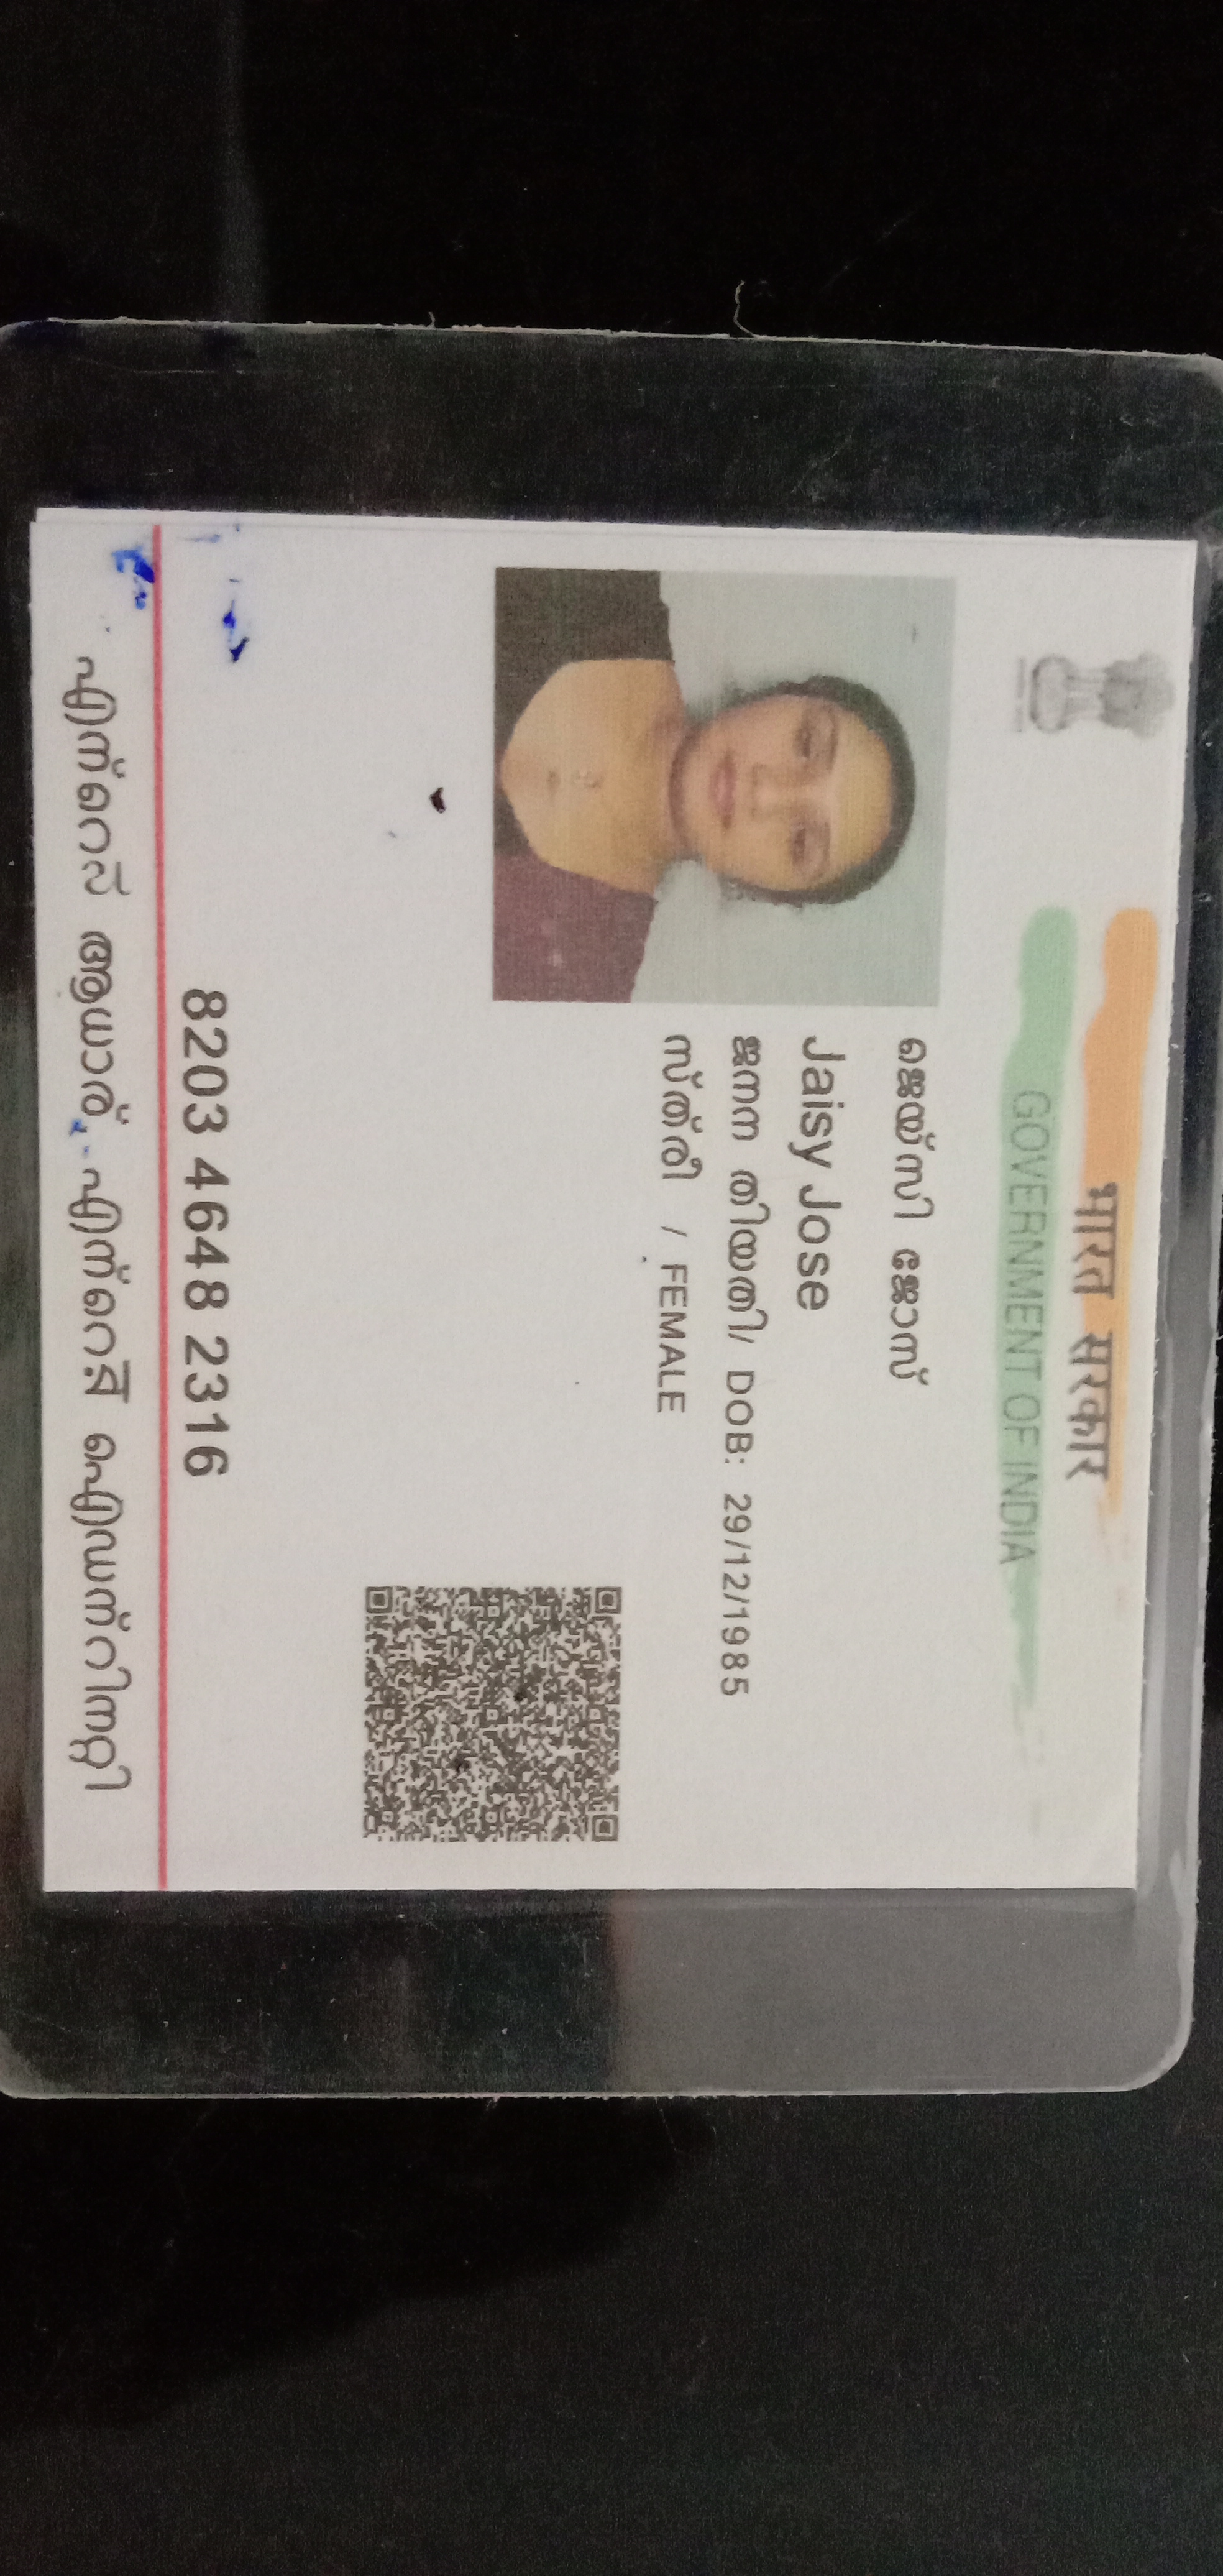 भारत सरकार
GOVERNMENT OF INDIA
ജെയ്സി ജോസ്
Jaisy Jose
ജനന തിയതി/ DOB: 29/12/1985
സ്ത്രീ / FEMALE
8203 4648 2316
എന്‍റെ ആധാര്‍, എന്‍റെ ഐഡന്‍റിറ്റി